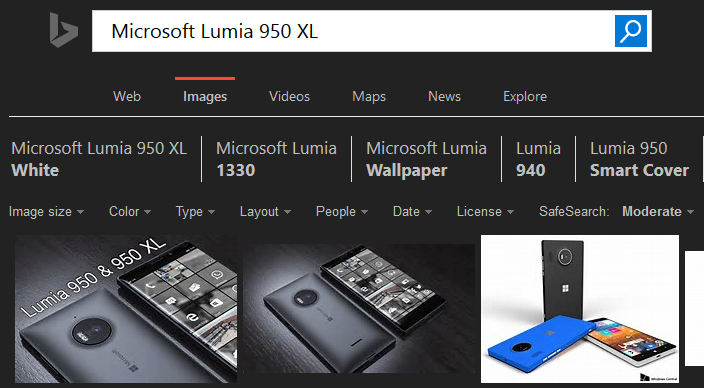 Microsoft Lumia 950 XL
Web Images Videos Maps News Explore
Microsoft Lumia 950 XL White
Microsoft Lumia 1330
Microsoft Lumia Wallpaper
Lumia 940
Lumia 950 Smart Cover
Image size Color Type Layout People Date License SafeSearch: Moderate
Lumia 950 & 950 XL
Microsoft
Windows Central